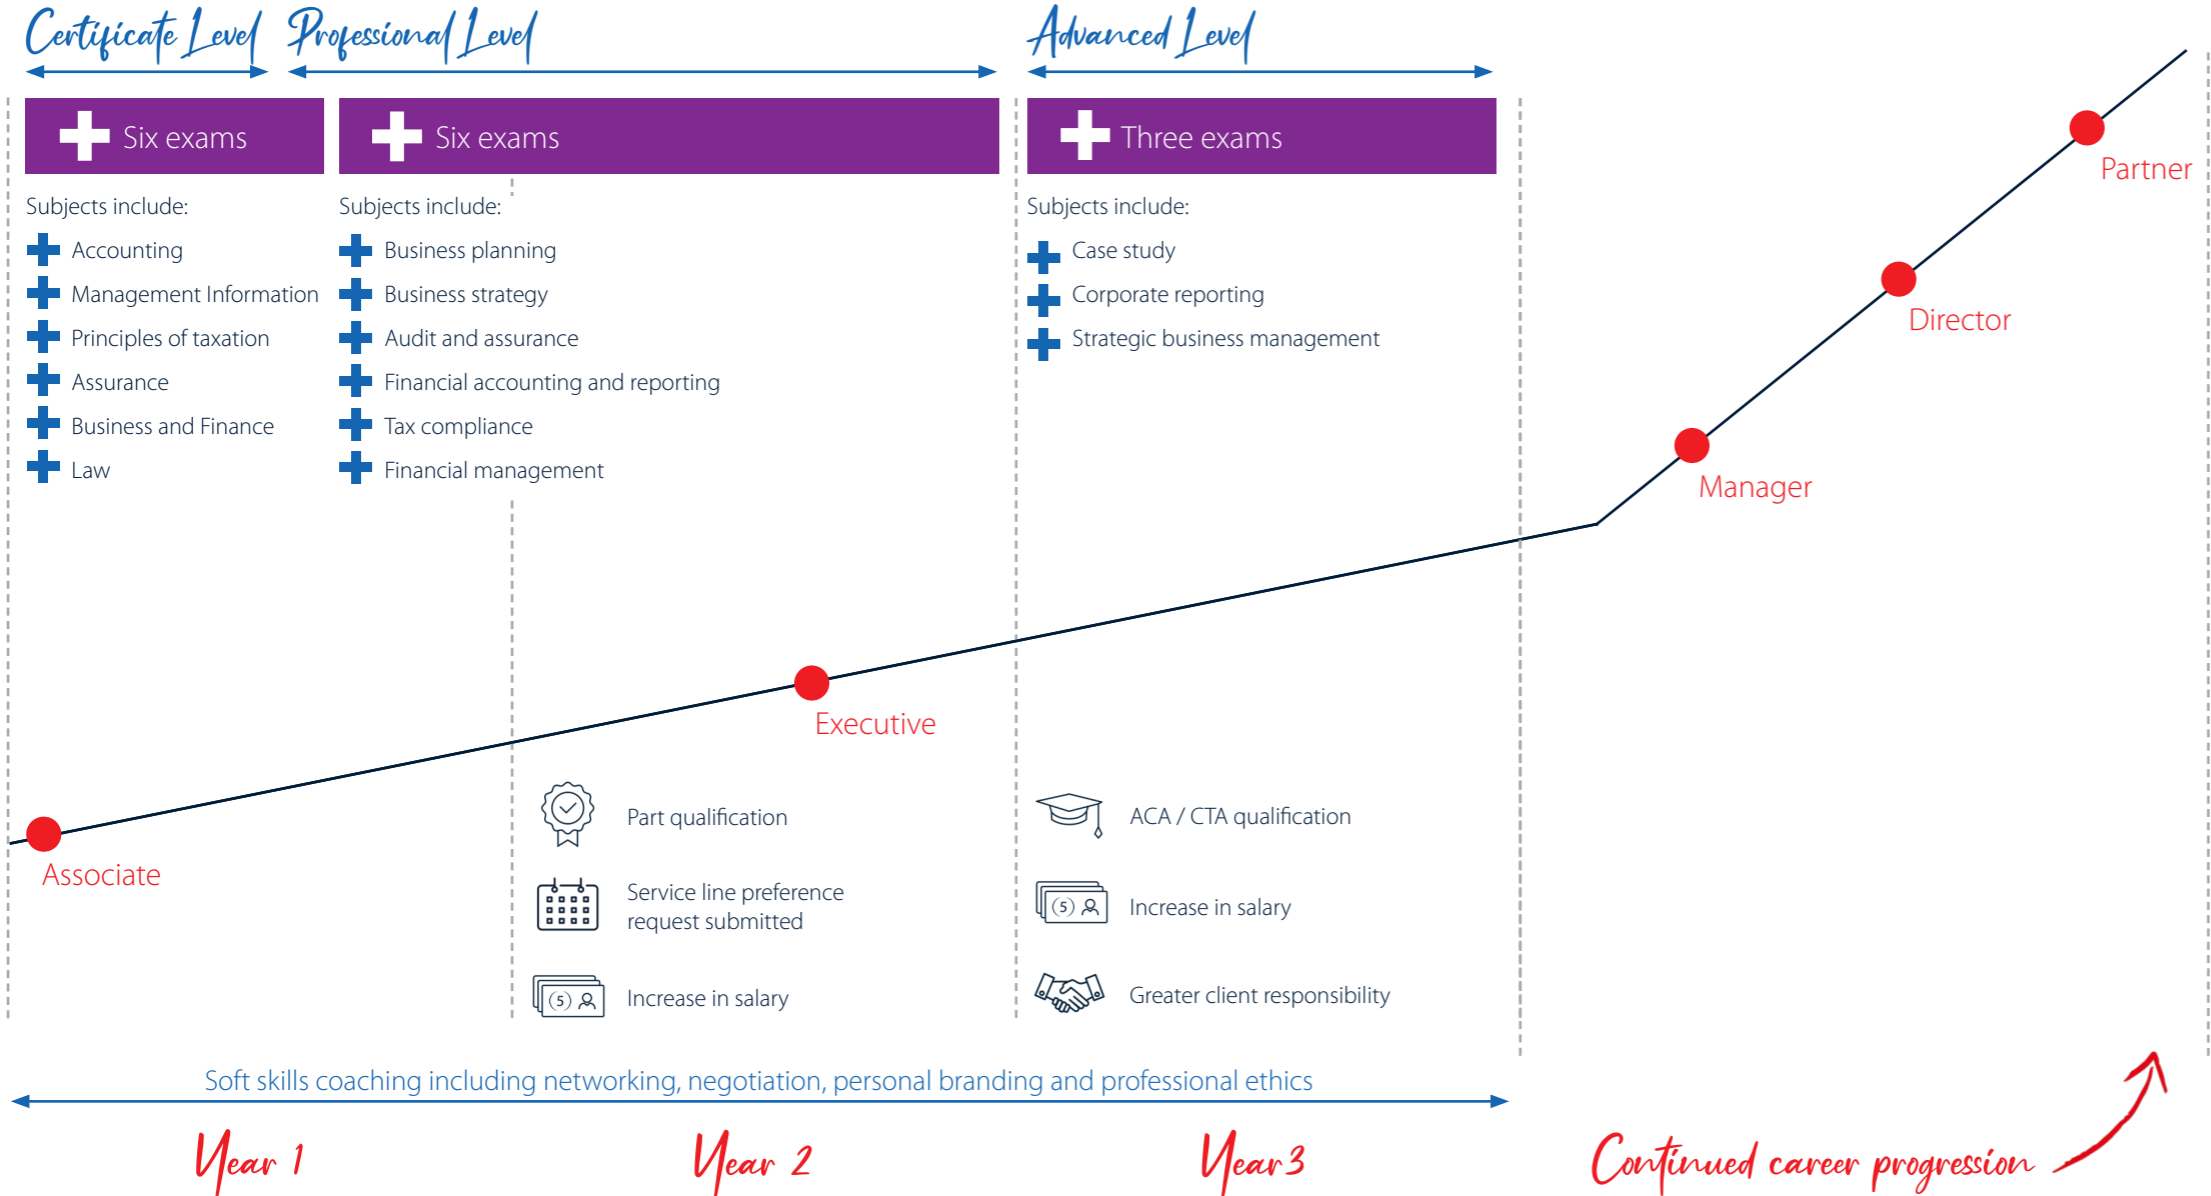 Certificate Level
Professional Level
Advanced Level
Six exams
Six exams
Three exams
Subjects include:
Accounting
Management Information
Principles of taxation
Assurance
Business and Finance
Law
Subjects include:
Business planning
Business strategy
Audit and assurance
Financial accounting and reporting
Tax compliance
Financial management
Subjects include:
Case study
Corporate reporting
Strategic business management
Partner
Director
Manager
Executive
Associate
Part qualification
Service line preference
request submitted
(5)
Increase in salary
ACA / CTA qualification
(5)
Increase in salary
Greater client responsibility
Soft skills coaching including networking, negotiation, personal branding and professional ethics
Year 1
Year 2
Year 3
Continued career progression